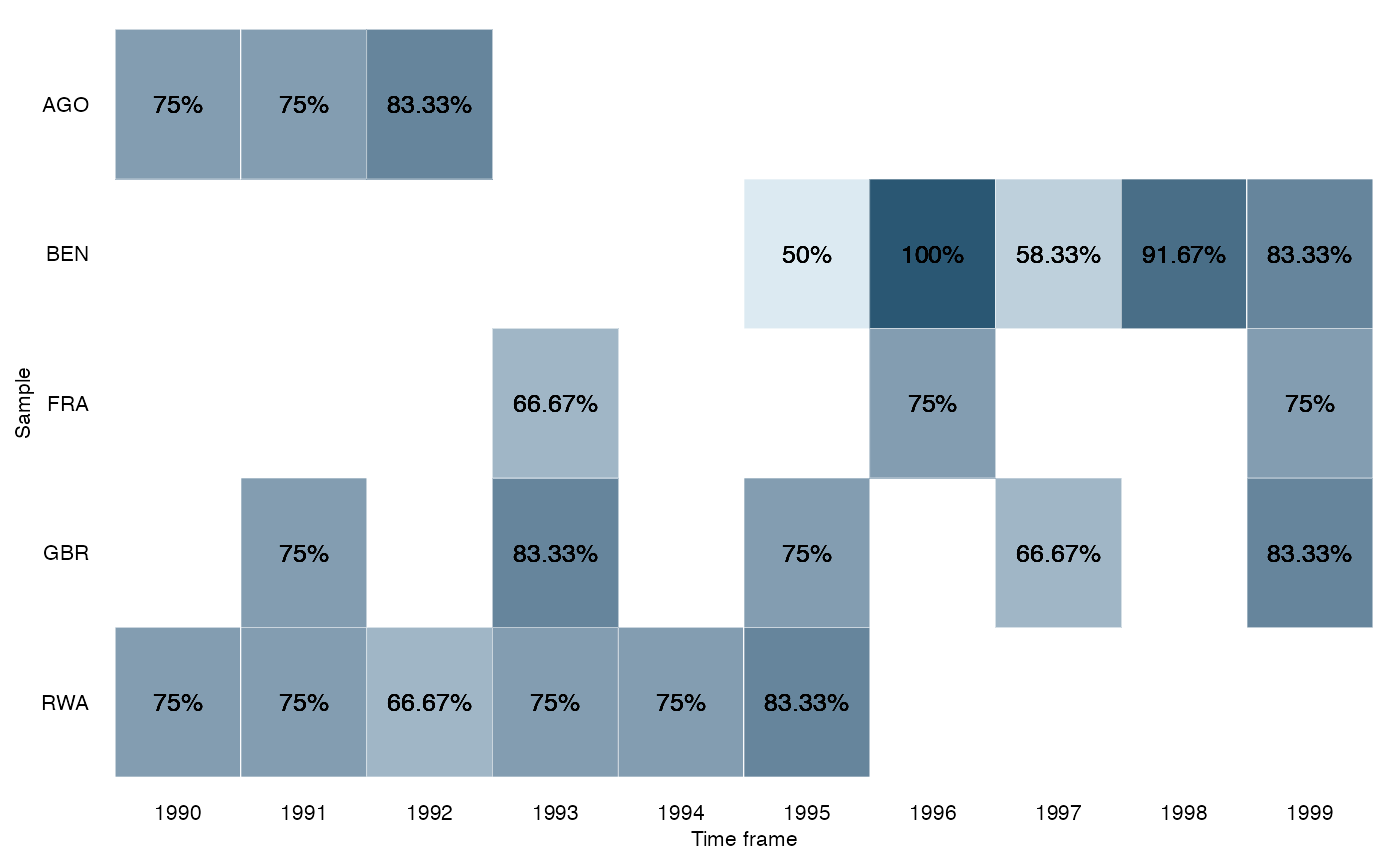 AGO 75% 75% 83.33%
BEN 50% 100% 58.33% 91.67% 83.33%
Sample
FRA 66.67% 75% 75%
GBR 75% 83.33% 75% 66.67% 83.33%
RWA 75% 75% 66.67% 75% 75% 83.33%
1990 1991 1992 1993 1994 1995 1996 1997 1998 1999
Time frame